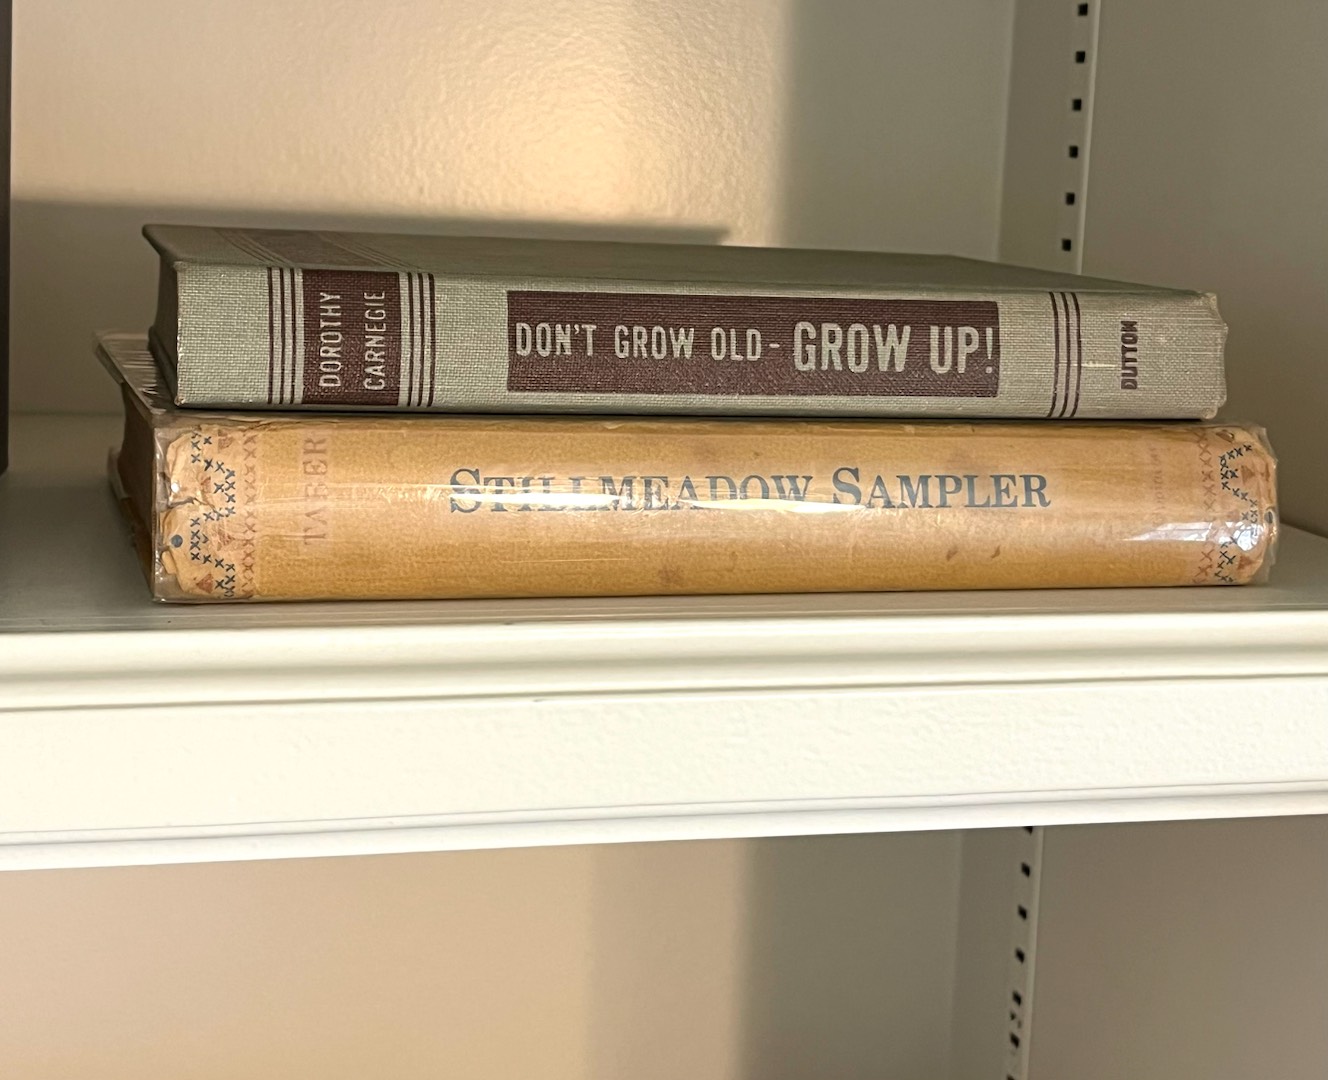 DOROTHY
CARNEGIE
DON'T GROW OLD - GROW UP!
DUTTON
TABER
STILLMEADOW SAMPLER